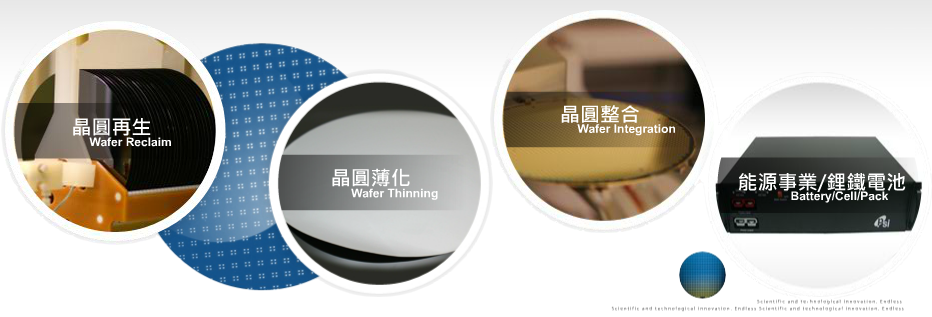 晶圓再生
Wafer Reclaim
晶圓薄化
Wafer Thinning
晶圓整合
Wafer Integration
能源事業/鋰鐵電池
Battery/Cell/Pack
Psi
Scientific and technological innovation. Endless
Scientific and technological innovation. Endless Scientific and technological innovation. Endless